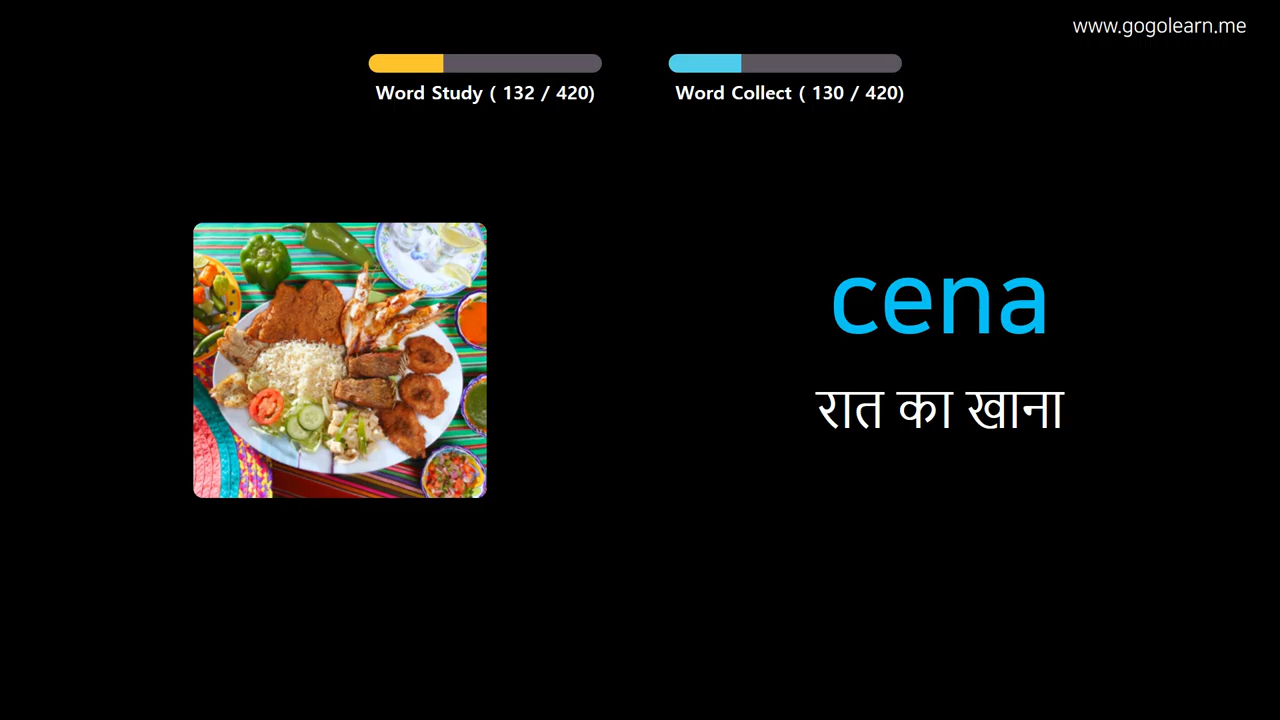 www.gogolearn.me
Word Study ( 132 / 420)
Word Collect ( 130 / 420)
cena
रात का खाना